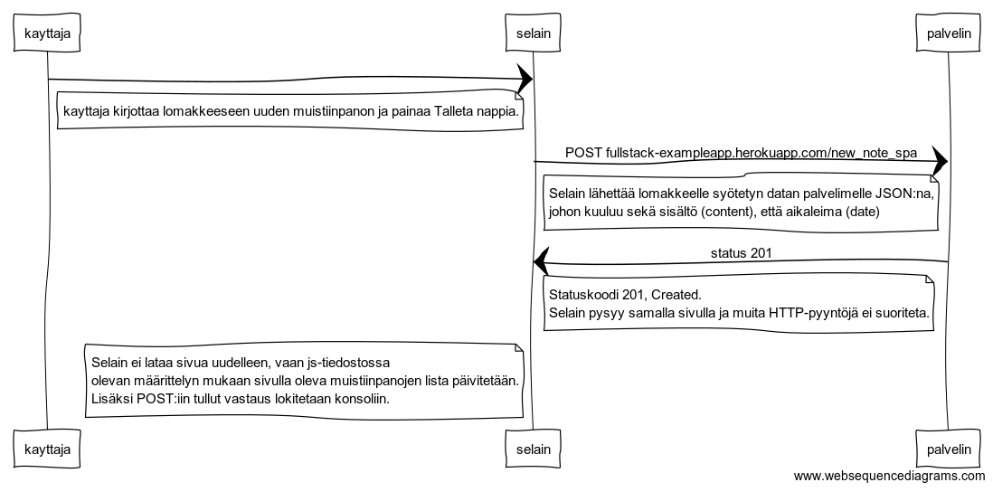 kayttaja
selain
palvelin
kayttaja kirjottaa lomakkeeseen uuden muistiinpanon ja painaa Talleta nappia.
POST fullstack-exampleapp.herokuapp.com/new_note_spa
Selain lähettää lomakkeelle syötetyn datan palvelimelle JSON:na,
johon kuuluu sekä sisältö (content), että aikaleima (date)
status 201
Statuskoodi 201, Created.
Selain pysyy samalla sivulla ja muita HTTP-pyyntöjä ei suoriteta.
Selain ei lataa sivua uudelleen, vaan js-tiedostossa
olevan määrittelyn mukaan sivulla oleva muistiinpanojen lista päivitetään.
Lisäksi POST:iin tullut vastaus lokitetaan konsoliin.
kayttaja
selain
palvelin
www.websequencediagrams.com